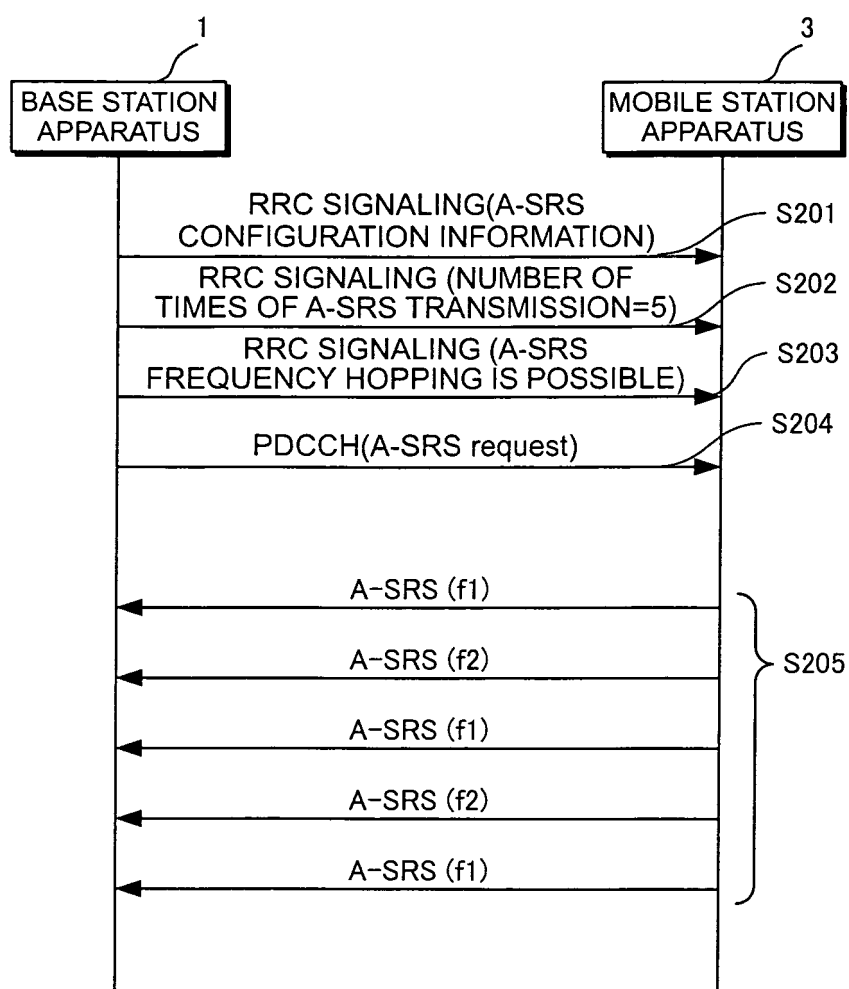 1
3
BASE STATION
APPARATUS
MOBILE STATION
APPARATUS
RRC SIGNALING(A-SRS
CONFIGURATION INFORMATION)
S201
RRC SIGNALING (NUMBER OF
TIMES OF A-SRS TRANSMISSION=5)
S202
RRC SIGNALING (A-SRS
FREQUENCY HOPPING IS POSSIBLE)
S203
PDCCH(A-SRS request)
S204
A-SRS (f1)
A-SRS (f2)
S205
A-SRS (f1)
A-SRS (f2)
A-SRS (f1)